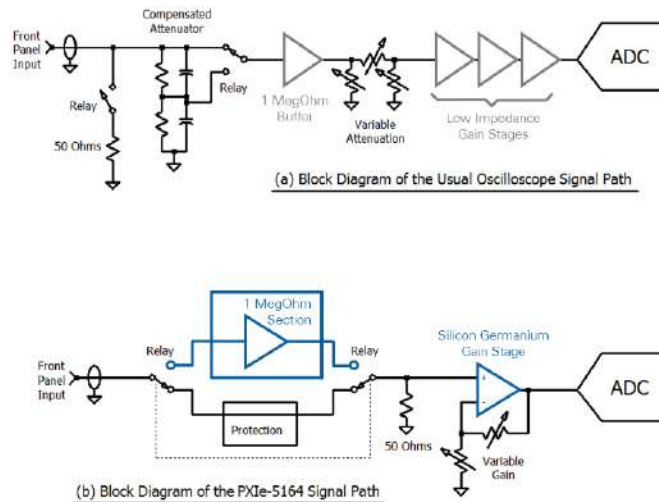 Compensated
Attenuator
Front
Panel
Input
Relay
50 Ohms
Relay
1 MegOhm
Buffer
Variable
Attenuation
Low Impedance
Gain Stages
ADC
(a) Block Diagram of the Usual Oscilloscope Signal Path
1 MegOhm
Section
Relay
Relay
Front
Panel
Input
Protection
50 Ohms
Silicon Germanium
Gain Stage
+
-
Variable
Gain
ADC
(b) Block Diagram of the PXIe-5164 Signal Path